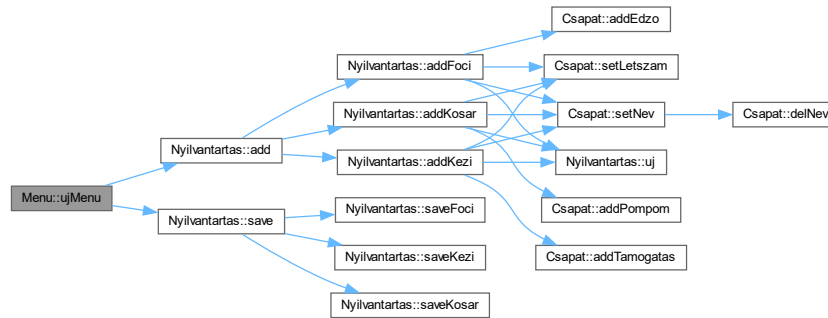 Menu::ujMenu
Nyilvantartas::add
Nyilvantartas::save
Nyilvantartas::addFoci
Nyilvantartas::addKosar
Nyilvantartas::addKezi
Nyilvantartas::saveFoci
Nyilvantartas::saveKezi
Nyilvantartas::saveKosar
Csapat::addEdzo
Csapat::setLetszam
Csapat::setNev
Nyilvantartas::uj
Csapat::addPompom
Csapat::addTamogatas
Csapat::delNev